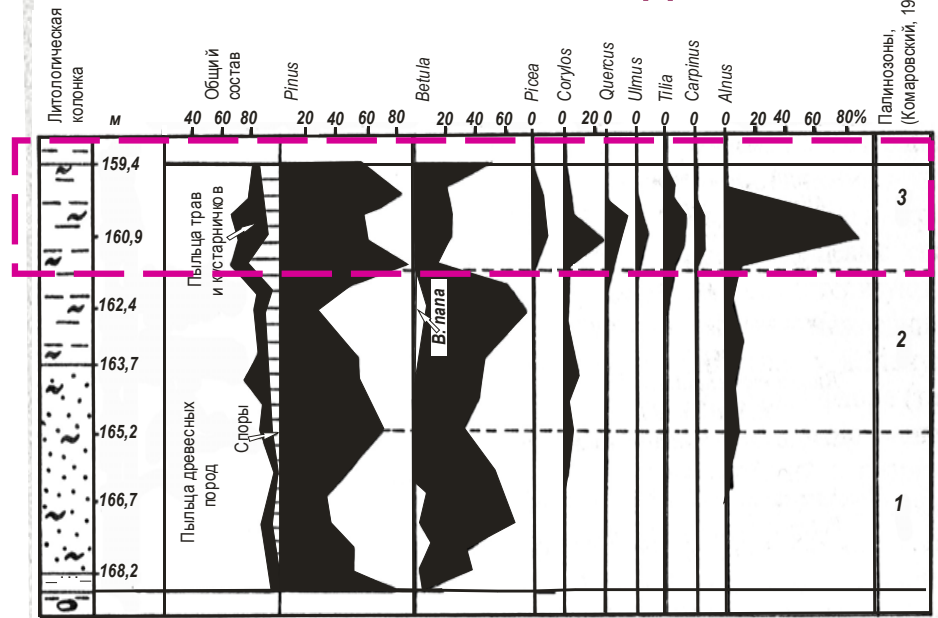 Литологическая
колонка
м
Общий
состав
Pinus
Betula
Picea
Corylos
Quercus
Ulmus
Tilia
Carpinus
Alnus
Палинозоны,
(Комаровский, 19
40 60 80
20 40 60 80
20 40 60
0
0 20
0
0
0
0
0 20 40 60 80%
159,4
160,9
162,4
163,7
165,2
166,7
168,2
Пыльца трав
и кустарничков
Споры
Пыльца древесных
пород
B. nana
3
2
1